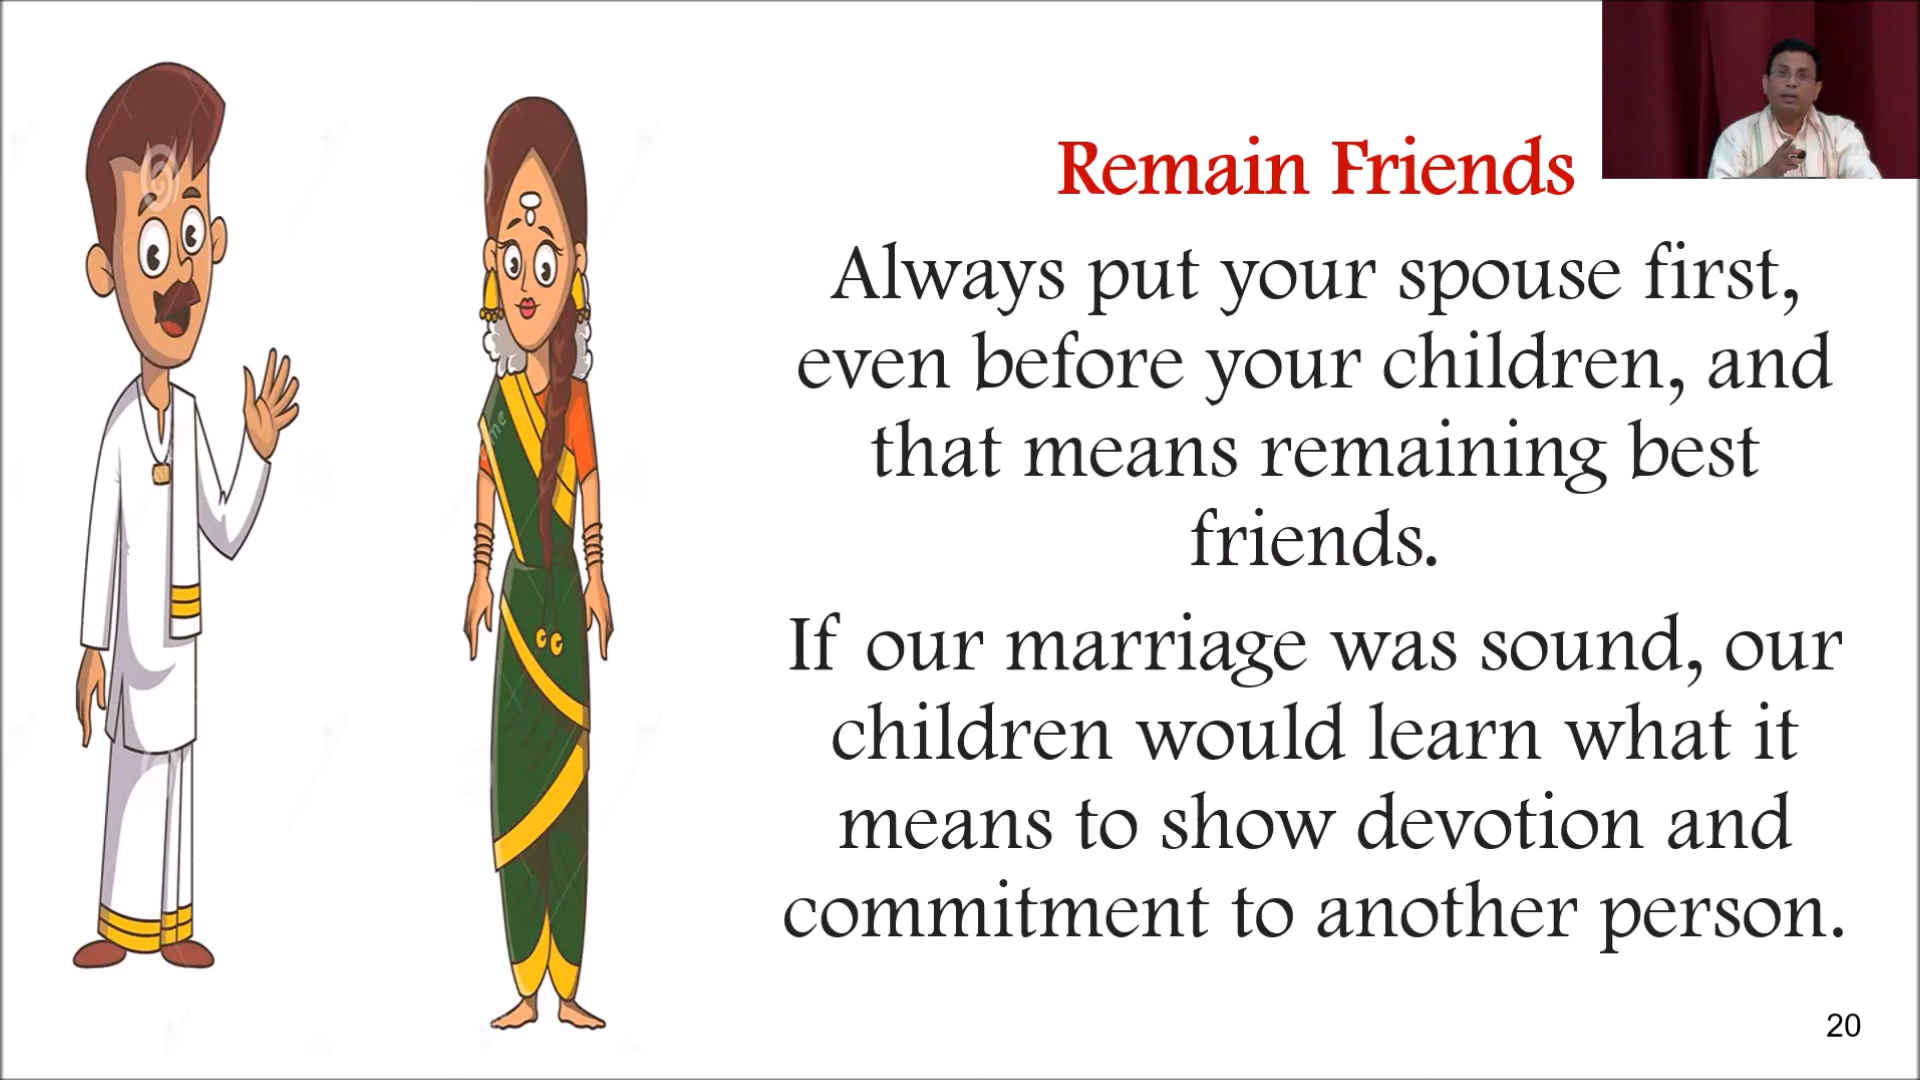 Remain Friends
Always put your spouse first,
even before your children, and
that means remaining best
friends.
If our marriage was sound, our
children would learn what it
means to show devotion and
commitment to another person.
20